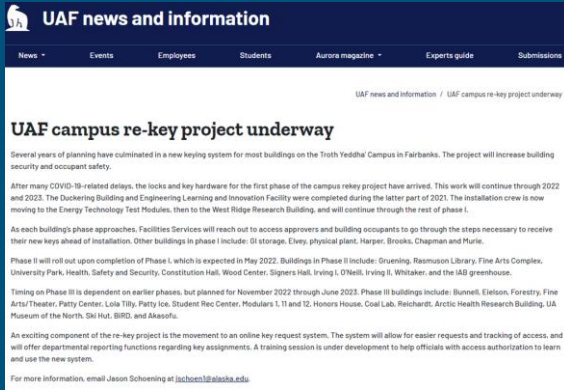 UAF news and information
News Events Employees Students Aurora magazine Experts guide Submissions
UAF news and information / UAF campus re-key project underway
UAF campus re-key project underway
Several years of planning have culminated in a new keying system for most buildings on the Troth Yeddha' Campus in Fairbanks. The project will increase building
security and occupant safety.
After many COVID-19-related delays, the locks and key hardware for the first phase of the campus rekey project have arrived. This work will continue through 2022
and 2023. The Duckering Building and Engineering Learning and Innovation Facility were completed during the latter part of 2021. The installation crew is now
moving to the Energy Technology Test Modules, then to the West Ridge Research Building, and will continue through the rest of phase I.
As each building's phase approaches, Facilities Services will reach out to access approvers and building occupants to go through the steps necessary to receive
their new keys ahead of installation. Other buildings in phase I include: GI storage, Elvey, physical plant, Harper, Brooks, Chapman and Murie.
Phase II will roll out upon completion of Phase I, which is expected in May 2022. Buildings in Phase II include: Gruening, Rasmuson Library, Fine Arts Complex,
University Park, Health, Safety and Security, Constitution Hall, Wood Center, Signers Hall, Irving I, O'Neill, Irving II, Whitaker, and the IAB greenhouse.
Timing on Phase III is dependent on earlier phases, but planned for November 2022 through June 2023. Phase III buildings include: Bunnell, Eielson, Forestry, Fine
Arts/Theater, Patty Center, Lola Tilly, Patty Ice, Student Rec Center, Modulars 1, 11 and 12, Honors House, Coal Lab, Reichardt, Arctic Health Research Building, UA
Museum of the North, Ski Hut, BiRD, and Akasofu.
An exciting component of the re-key project is the movement to an online key request system. The system will allow for easier requests and tracking of access, and
will offer departmental reporting functions regarding key assignments. A training session is under development to help officials with access authorization to learn
and use the new system.
For more information, email Jason Schoening at jschoen1@alaska.edu.